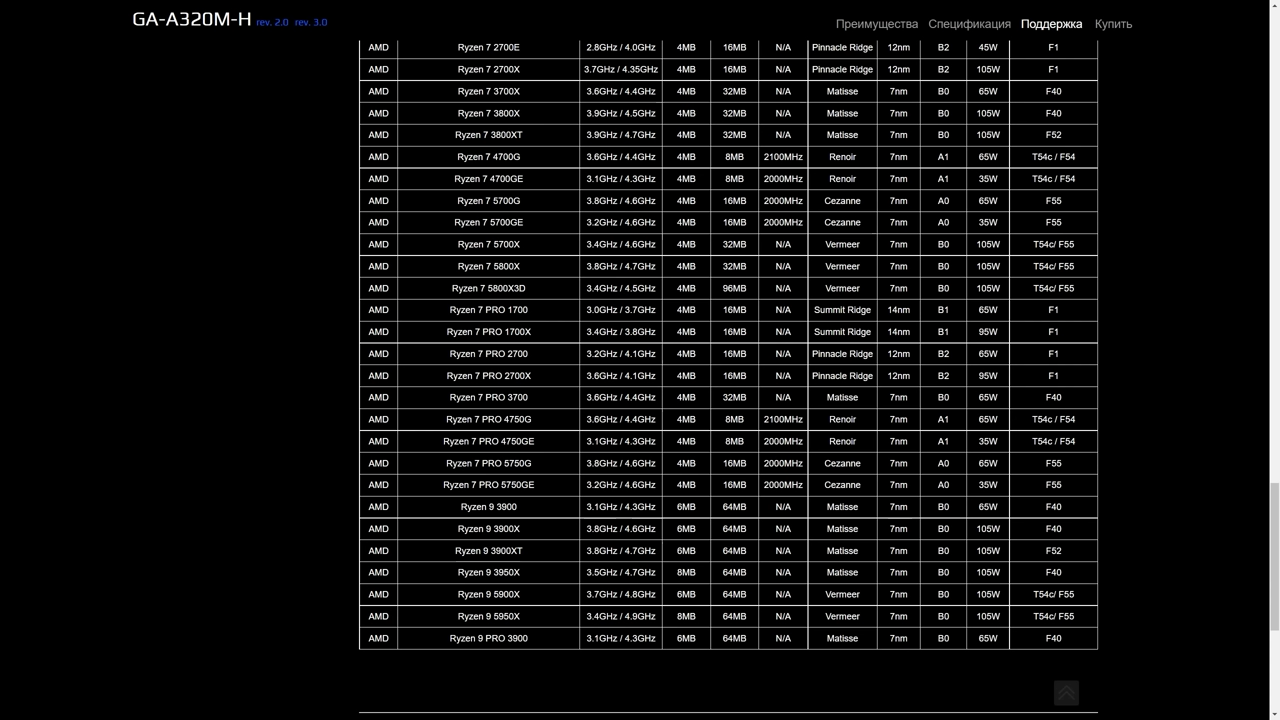 GA-A320M-H rev. 2.0 rev. 3.0
Преимущества Спецификация Поддержка Купить
AMD Ryzen 7 2700E 2.8GHz / 4.0GHz 4MB 16MB N/A Pinnacle Ridge 12nm B2 45W F1
AMD Ryzen 7 2700X 3.7GHz / 4.35GHz 4MB 16MB N/A Pinnacle Ridge 12nm B2 105W F1
AMD Ryzen 7 3700X 3.6GHz / 4.4GHz 4MB 32MB N/A Matisse 7nm B0 65W F40
AMD Ryzen 7 3800X 3.9GHz / 4.5GHz 4MB 32MB N/A Matisse 7nm B0 105W F40
AMD Ryzen 7 3800XT 3.9GHz / 4.7GHz 4MB 32MB N/A Matisse 7nm B0 105W F52
AMD Ryzen 7 4700G 3.6GHz / 4.4GHz 4MB 8MB 2100MHz Renoir 7nm A1 65W T54c / F54
AMD Ryzen 7 4700GE 3.1GHz / 4.3GHz 4MB 8MB 2000MHz Renoir 7nm A1 35W T54c / F54
AMD Ryzen 7 5700G 3.8GHz / 4.6GHz 4MB 16MB 2000MHz Cezanne 7nm A0 65W F55
AMD Ryzen 7 5700GE 3.2GHz / 4.6GHz 4MB 16MB 2000MHz Cezanne 7nm A0 35W F55
AMD Ryzen 7 5700X 3.4GHz / 4.6GHz 4MB 32MB N/A Vermeer 7nm B0 105W T54c/ F55
AMD Ryzen 7 5800X 3.8GHz / 4.7GHz 4MB 32MB N/A Vermeer 7nm B0 105W T54c/ F55
AMD Ryzen 7 5800X3D 3.4GHz / 4.5GHz 4MB 96MB N/A Vermeer 7nm B0 105W T54c/ F55
AMD Ryzen 7 PRO 1700 3.0GHz / 3.7GHz 4MB 16MB N/A Summit Ridge 14nm B1 65W F1
AMD Ryzen 7 PRO 1700X 3.4GHz / 3.8GHz 4MB 16MB N/A Summit Ridge 14nm B1 95W F1
AMD Ryzen 7 PRO 2700 3.2GHz / 4.1GHz 4MB 16MB N/A Pinnacle Ridge 12nm B2 65W F1
AMD Ryzen 7 PRO 2700X 3.6GHz / 4.1GHz 4MB 16MB N/A Pinnacle Ridge 12nm B2 95W F1
AMD Ryzen 7 PRO 3700 3.6GHz / 4.4GHz 4MB 32MB N/A Matisse 7nm B0 65W F40
AMD Ryzen 7 PRO 4750G 3.6GHz / 4.4GHz 4MB 8MB 2100MHz Renoir 7nm A1 65W T54c / F54
AMD Ryzen 7 PRO 4750GE 3.1GHz / 4.3GHz 4MB 8MB 2000MHz Renoir 7nm A1 35W T54c / F54
AMD Ryzen 7 PRO 5750G 3.8GHz / 4.6GHz 4MB 16MB 2000MHz Cezanne 7nm A0 65W F55
AMD Ryzen 7 PRO 5750GE 3.2GHz / 4.6GHz 4MB 16MB 2000MHz Cezanne 7nm A0 35W F55
AMD Ryzen 9 3900 3.1GHz / 4.3GHz 6MB 64MB N/A Matisse 7nm B0 65W F40
AMD Ryzen 9 3900X 3.8GHz / 4.6GHz 6MB 64MB N/A Matisse 7nm B0 105W F40
AMD Ryzen 9 3900XT 3.8GHz / 4.7GHz 6MB 64MB N/A Matisse 7nm B0 105W F52
AMD Ryzen 9 3950X 3.5GHz / 4.7GHz 8MB 64MB N/A Matisse 7nm B0 105W F40
AMD Ryzen 9 5900X 3.7GHz / 4.8GHz 6MB 64MB N/A Vermeer 7nm B0 105W T54c/ F55
AMD Ryzen 9 5950X 3.4GHz / 4.9GHz 8MB 64MB N/A Vermeer 7nm B0 105W T54c/ F55
AMD Ryzen 9 PRO 3900 3.1GHz / 4.3GHz 6MB 64MB N/A Matisse 7nm B0 65W F40